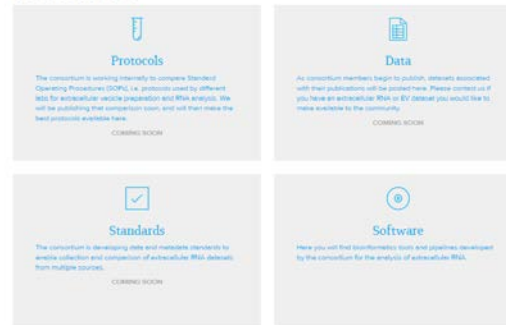 Protocols
The consortium is working internally to compare Standard
Operating Procedures (SOPs), i.e. protocols used by different
labs for extracellular vesicle preparation and RNA analysis. We
will be publishing that comparison soon, and will then make the
best protocols available here.
COMING SOON
Data
As consortium members begin to publish, datasets associated
with their publications will be posted here. Please contact us if
you have an extracellular RNA or EV dataset you would like to
make available to the community.
COMING SOON
Standards
The consortium is developing data and metadata standards to
enable collection and comparison of extracellular RNA datasets
from multiple sources.
COMING SOON
Software
Here you will find bioinformatics tools and pipelines developed
by the consortium for the analysis of extracellular RNA.